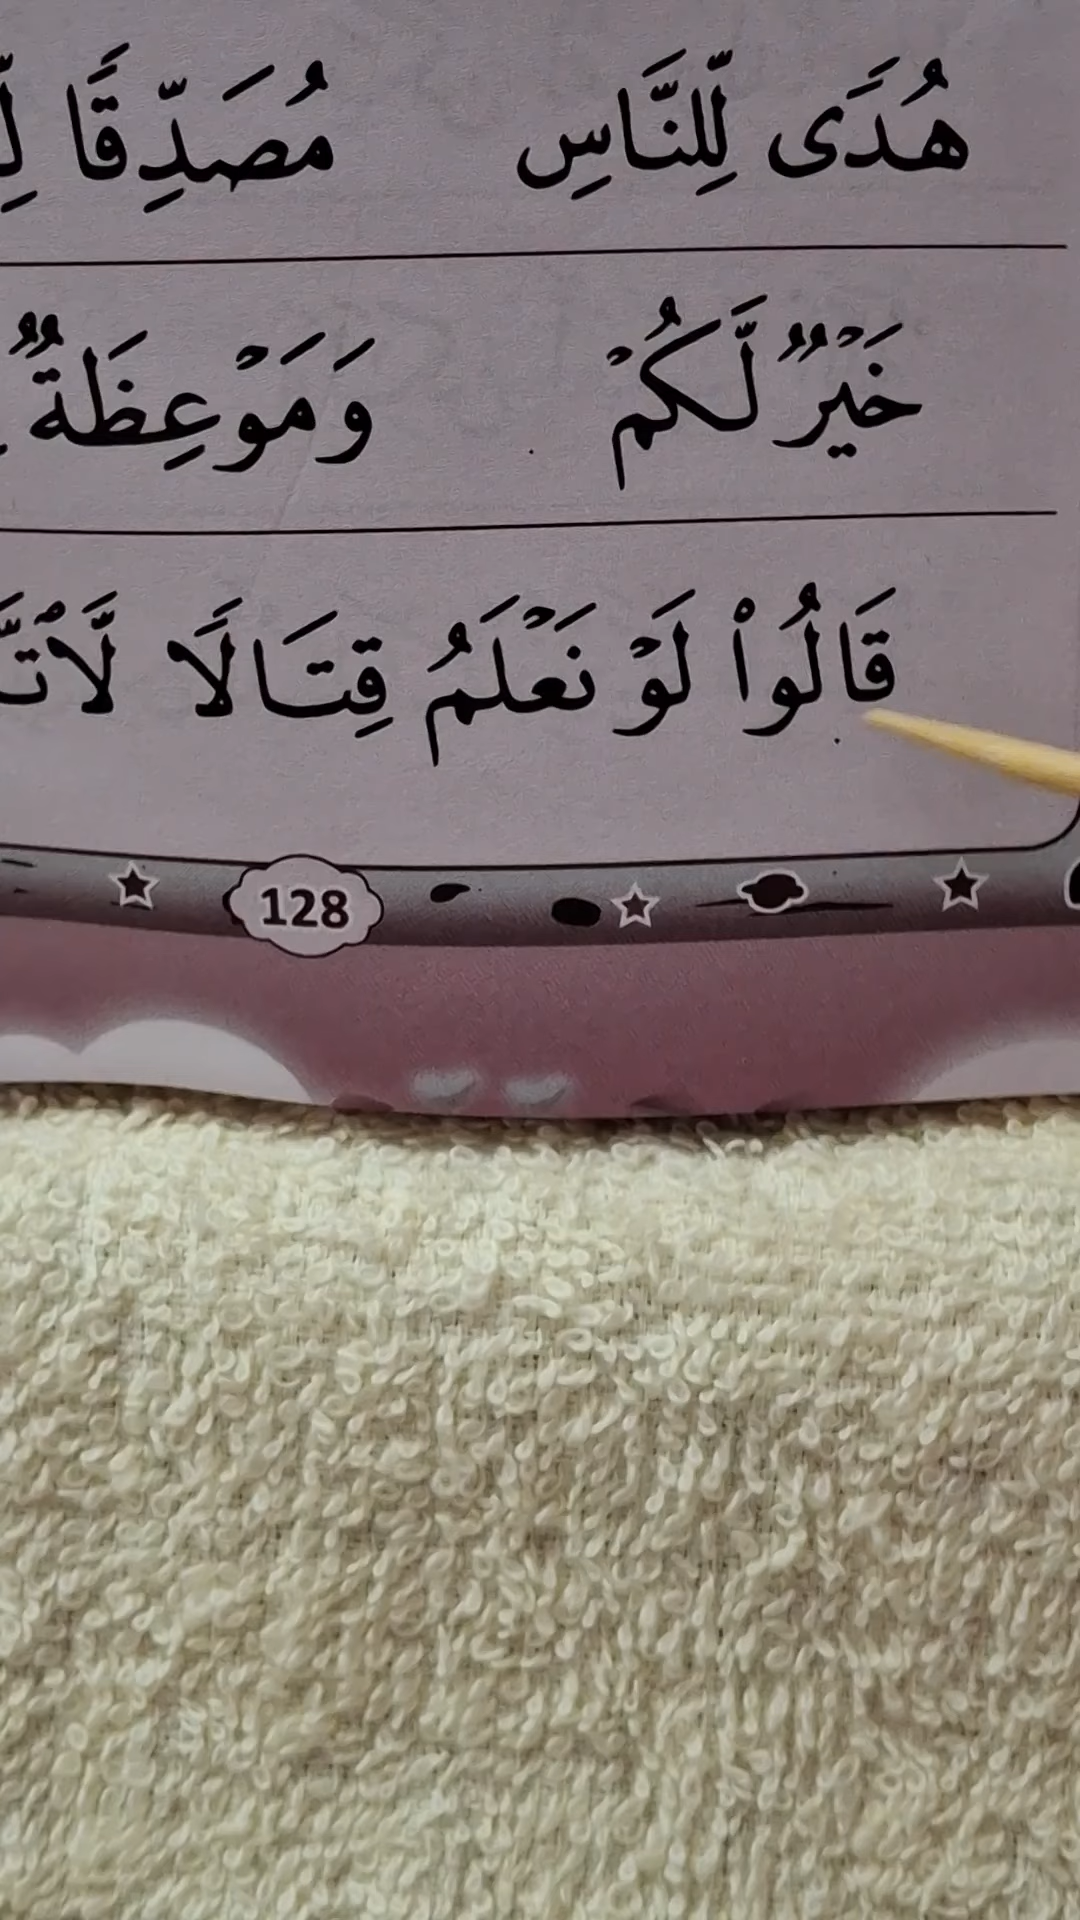 هُدًى لِّلنَّاسِ مُصَدِّقًا
خَيْرٌ لَّكُمْ وَمَوْعِظَةٌ
قَالُوا۟ لَوْ نَعْلَمُ قِتَالًا
128